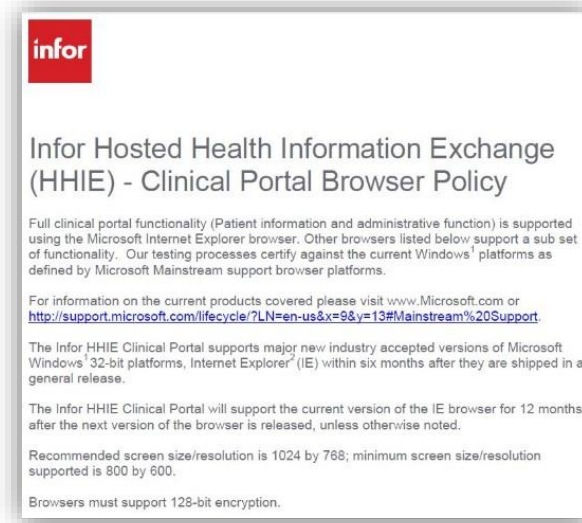 infor
Infor Hosted Health Information Exchange
(HHIE) - Clinical Portal Browser Policy
Full clinical portal functionality (Patient information and administrative function) is supported
using the Microsoft Internet Explorer browser. Other browsers listed below support a sub set
of functionality. Our testing processes certify against the current Windows¹ platforms as
defined by Microsoft Mainstream support browser platforms.
For information on the current products covered please visit www.Microsoft.com or
http://support.microsoft.com/lifecycle/?LN=en-us&x=9&y=13#Mainstream%20Support.
The Infor HHIE Clinical Portal supports major new industry accepted versions of Microsoft
Windows¹ 32-bit platforms, Internet Explorer² (IE) within six months after they are shipped in a
general release.
The Infor HHIE Clinical Portal will support the current version of the IE browser for 12 months
after the next version of the browser is released, unless otherwise noted.
Recommended screen size/resolution is 1024 by 768; minimum screen size/resolution
supported is 800 by 600.
Browsers must support 128-bit encryption.